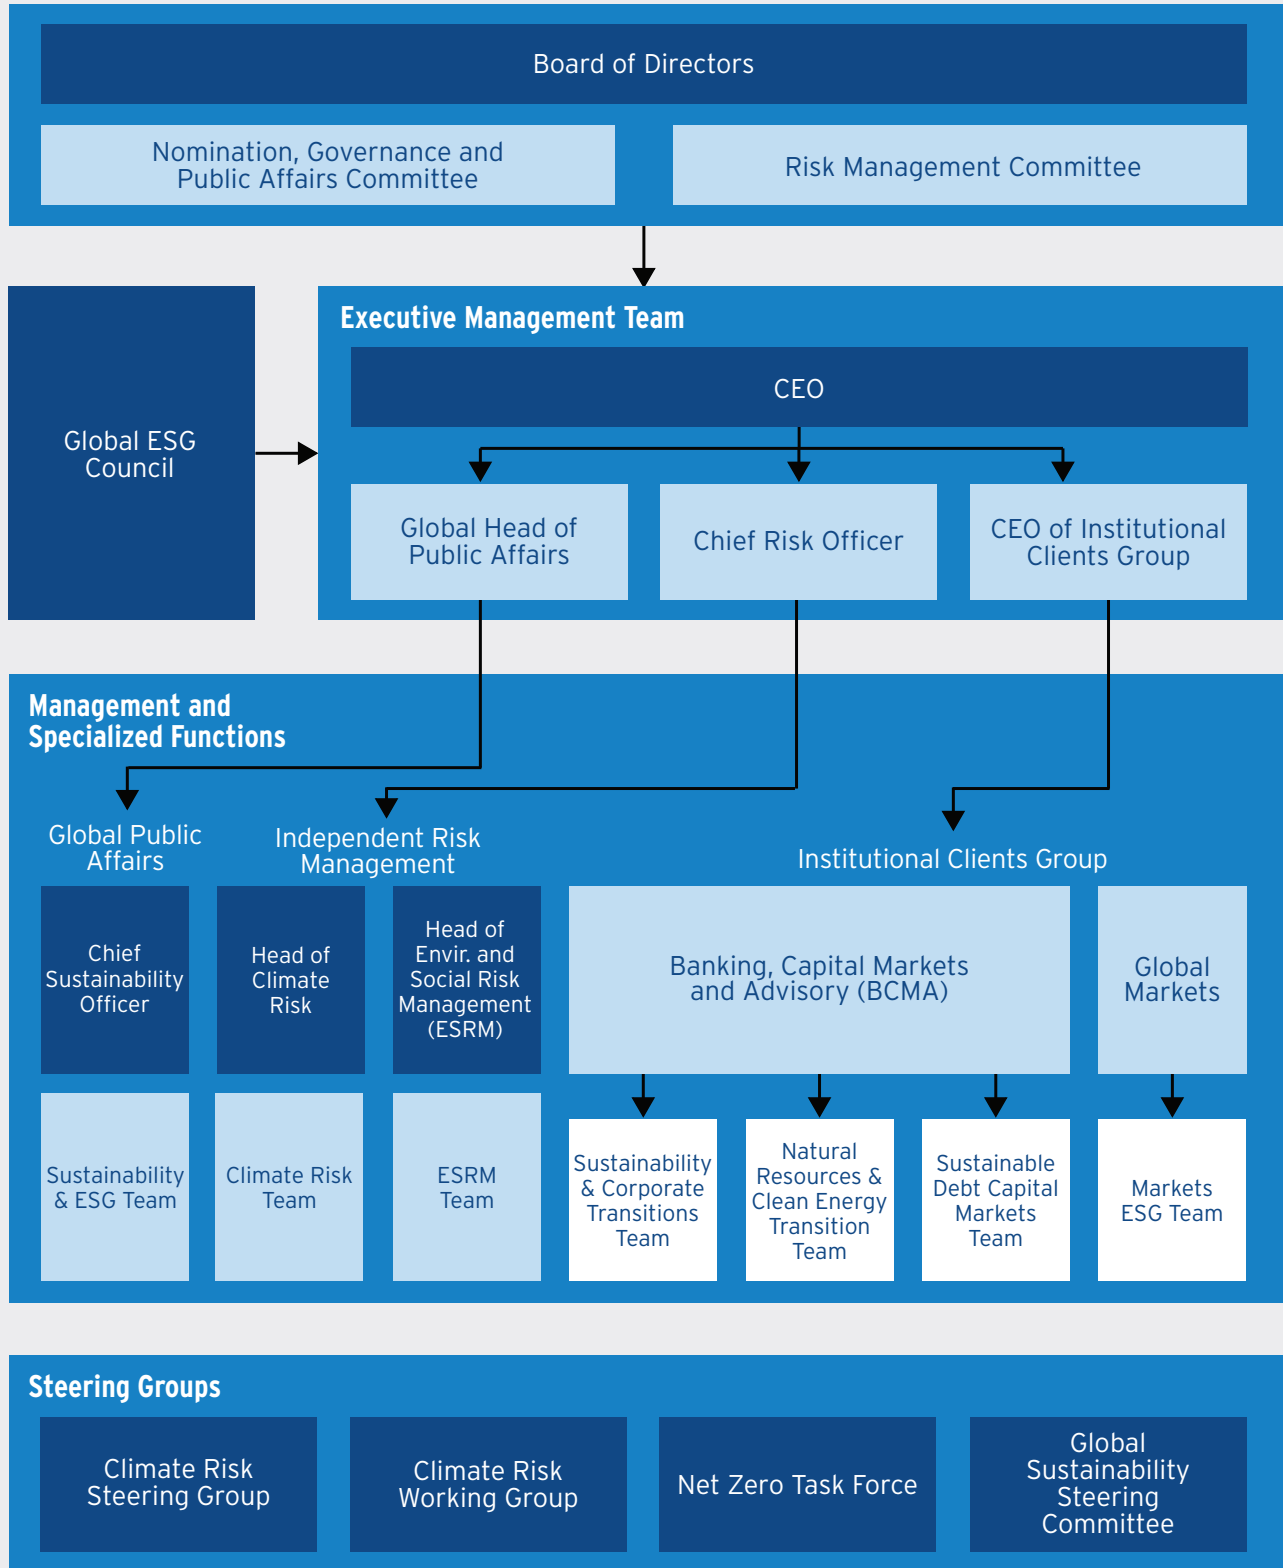 Board of Directors
Nomination, Governance and
Public Affairs Committee
Risk Management Committee
Global ESG
Council
Executive Management Team
CEO
Global Head of
Public Affairs
Chief Risk Officer
CEO of Institutional
Clients Group
Management and
Specialized Functions
Global Public
Affairs
Independent Risk
Management
Institutional Clients Group
Chief
Sustainability
Officer
Head of
Climate
Risk
Head of
Envir. and
Social Risk
Management
(ESRM)
Banking, Capital Markets
and Advisory (BCMA)
Global
Markets
Sustainability
& ESG Team
Climate Risk
Team
ESRM
Team
Sustainability
& Corporate
Transitions
Team
Natural
Resources &
Clean Energy
Transition
Team
Sustainable
Debt Capital
Markets
Team
Markets
ESG Team
Steering Groups
Climate Risk
Steering Group
Climate Risk
Working Group
Net Zero Task Force
Global
Sustainability
Steering
Committee